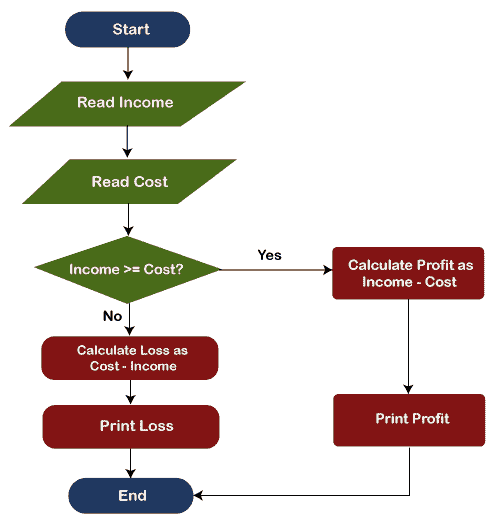 Start
Read Income
Read Cost
Income >= Cost?
Yes
Calculate Profit as
Income - Cost
No
Calculate Loss as
Cost - Income
Print Loss
Print Profit
End